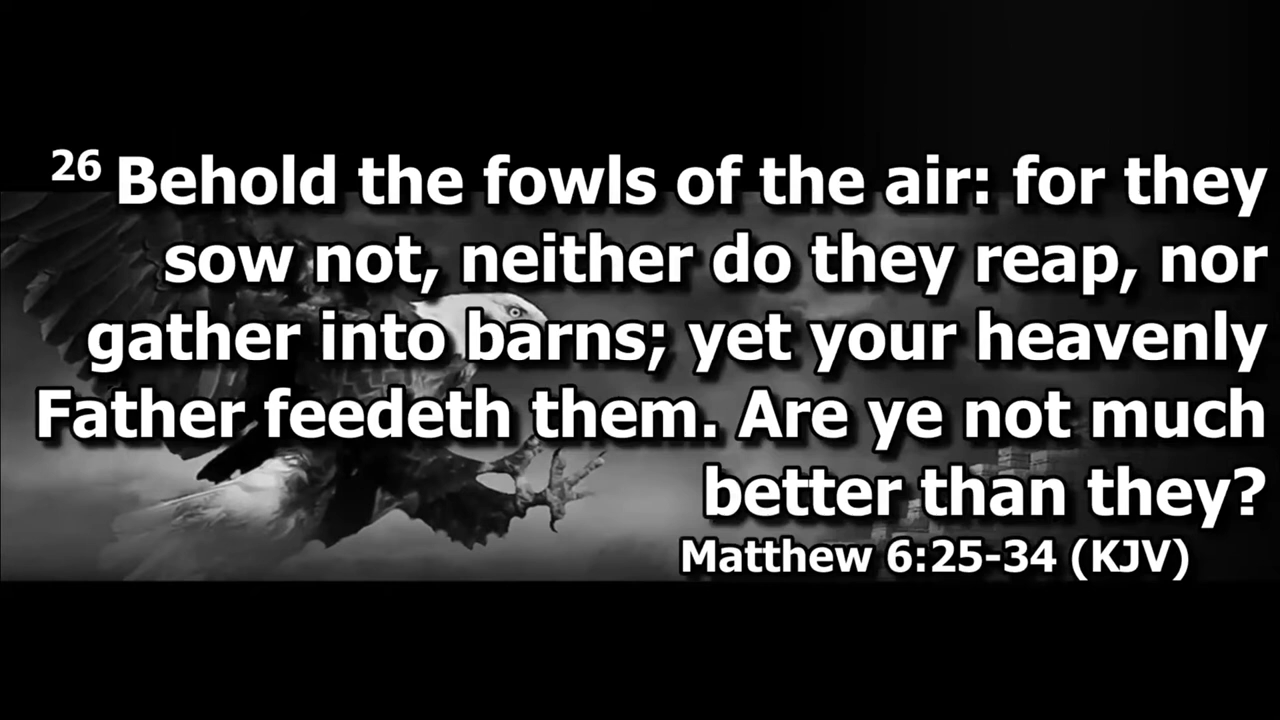 26 Behold the fowls of the air: for they
sow not, neither do they reap, nor
gather into barns; yet your heavenly
Father feedeth them. Are ye not much
better than they?
Matthew 6:25-34 (KJV)